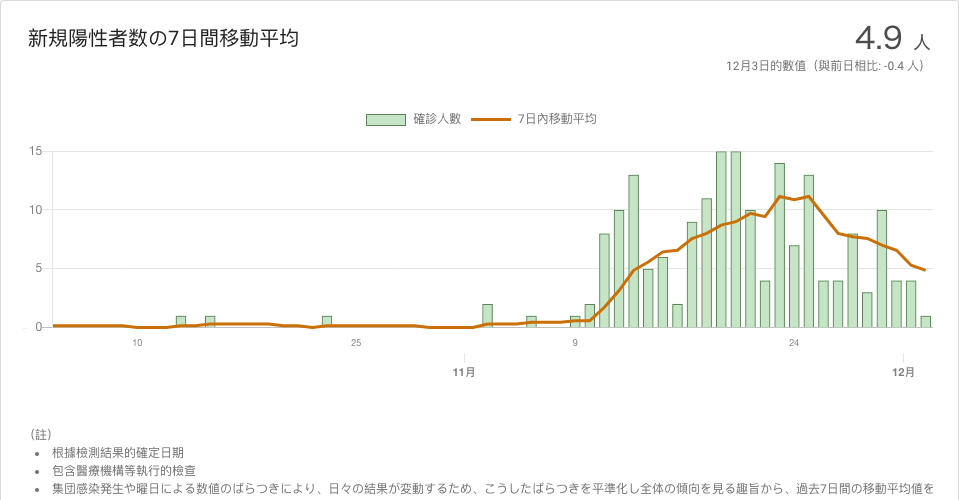 新規陽性者数の7日間移動平均
4.9 人
12月3日的數值（與前日相比: -0.4 人）
確診人數 7日內移動平均
15
10
5
0
10 25 9 24
11月 12月
（註）
根據檢測結果的確定日期
包含醫療機構等執行的檢查
集団感染発生や曜日による数値のばらつきにより、日々の結果が変動するため、こうしたばらつきを平準化し全体の傾向を見る趣旨から、過去7日間の移動平均値を